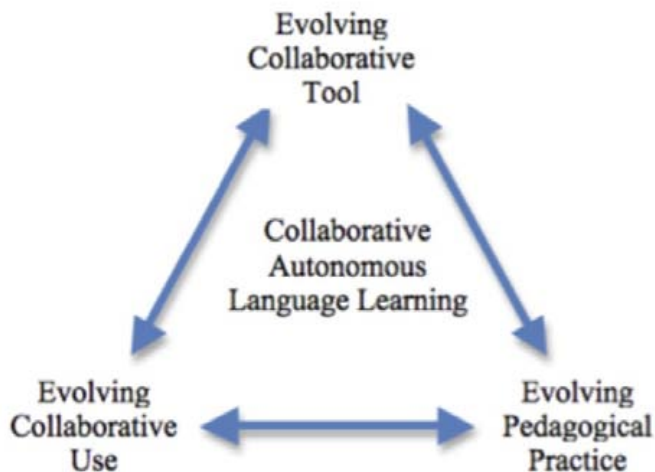 Evolving
Collaborative
Tool
Collaborative
Autonomous
Language Learning
Evolving
Collaborative
Use
Evolving
Pedagogical
Practice